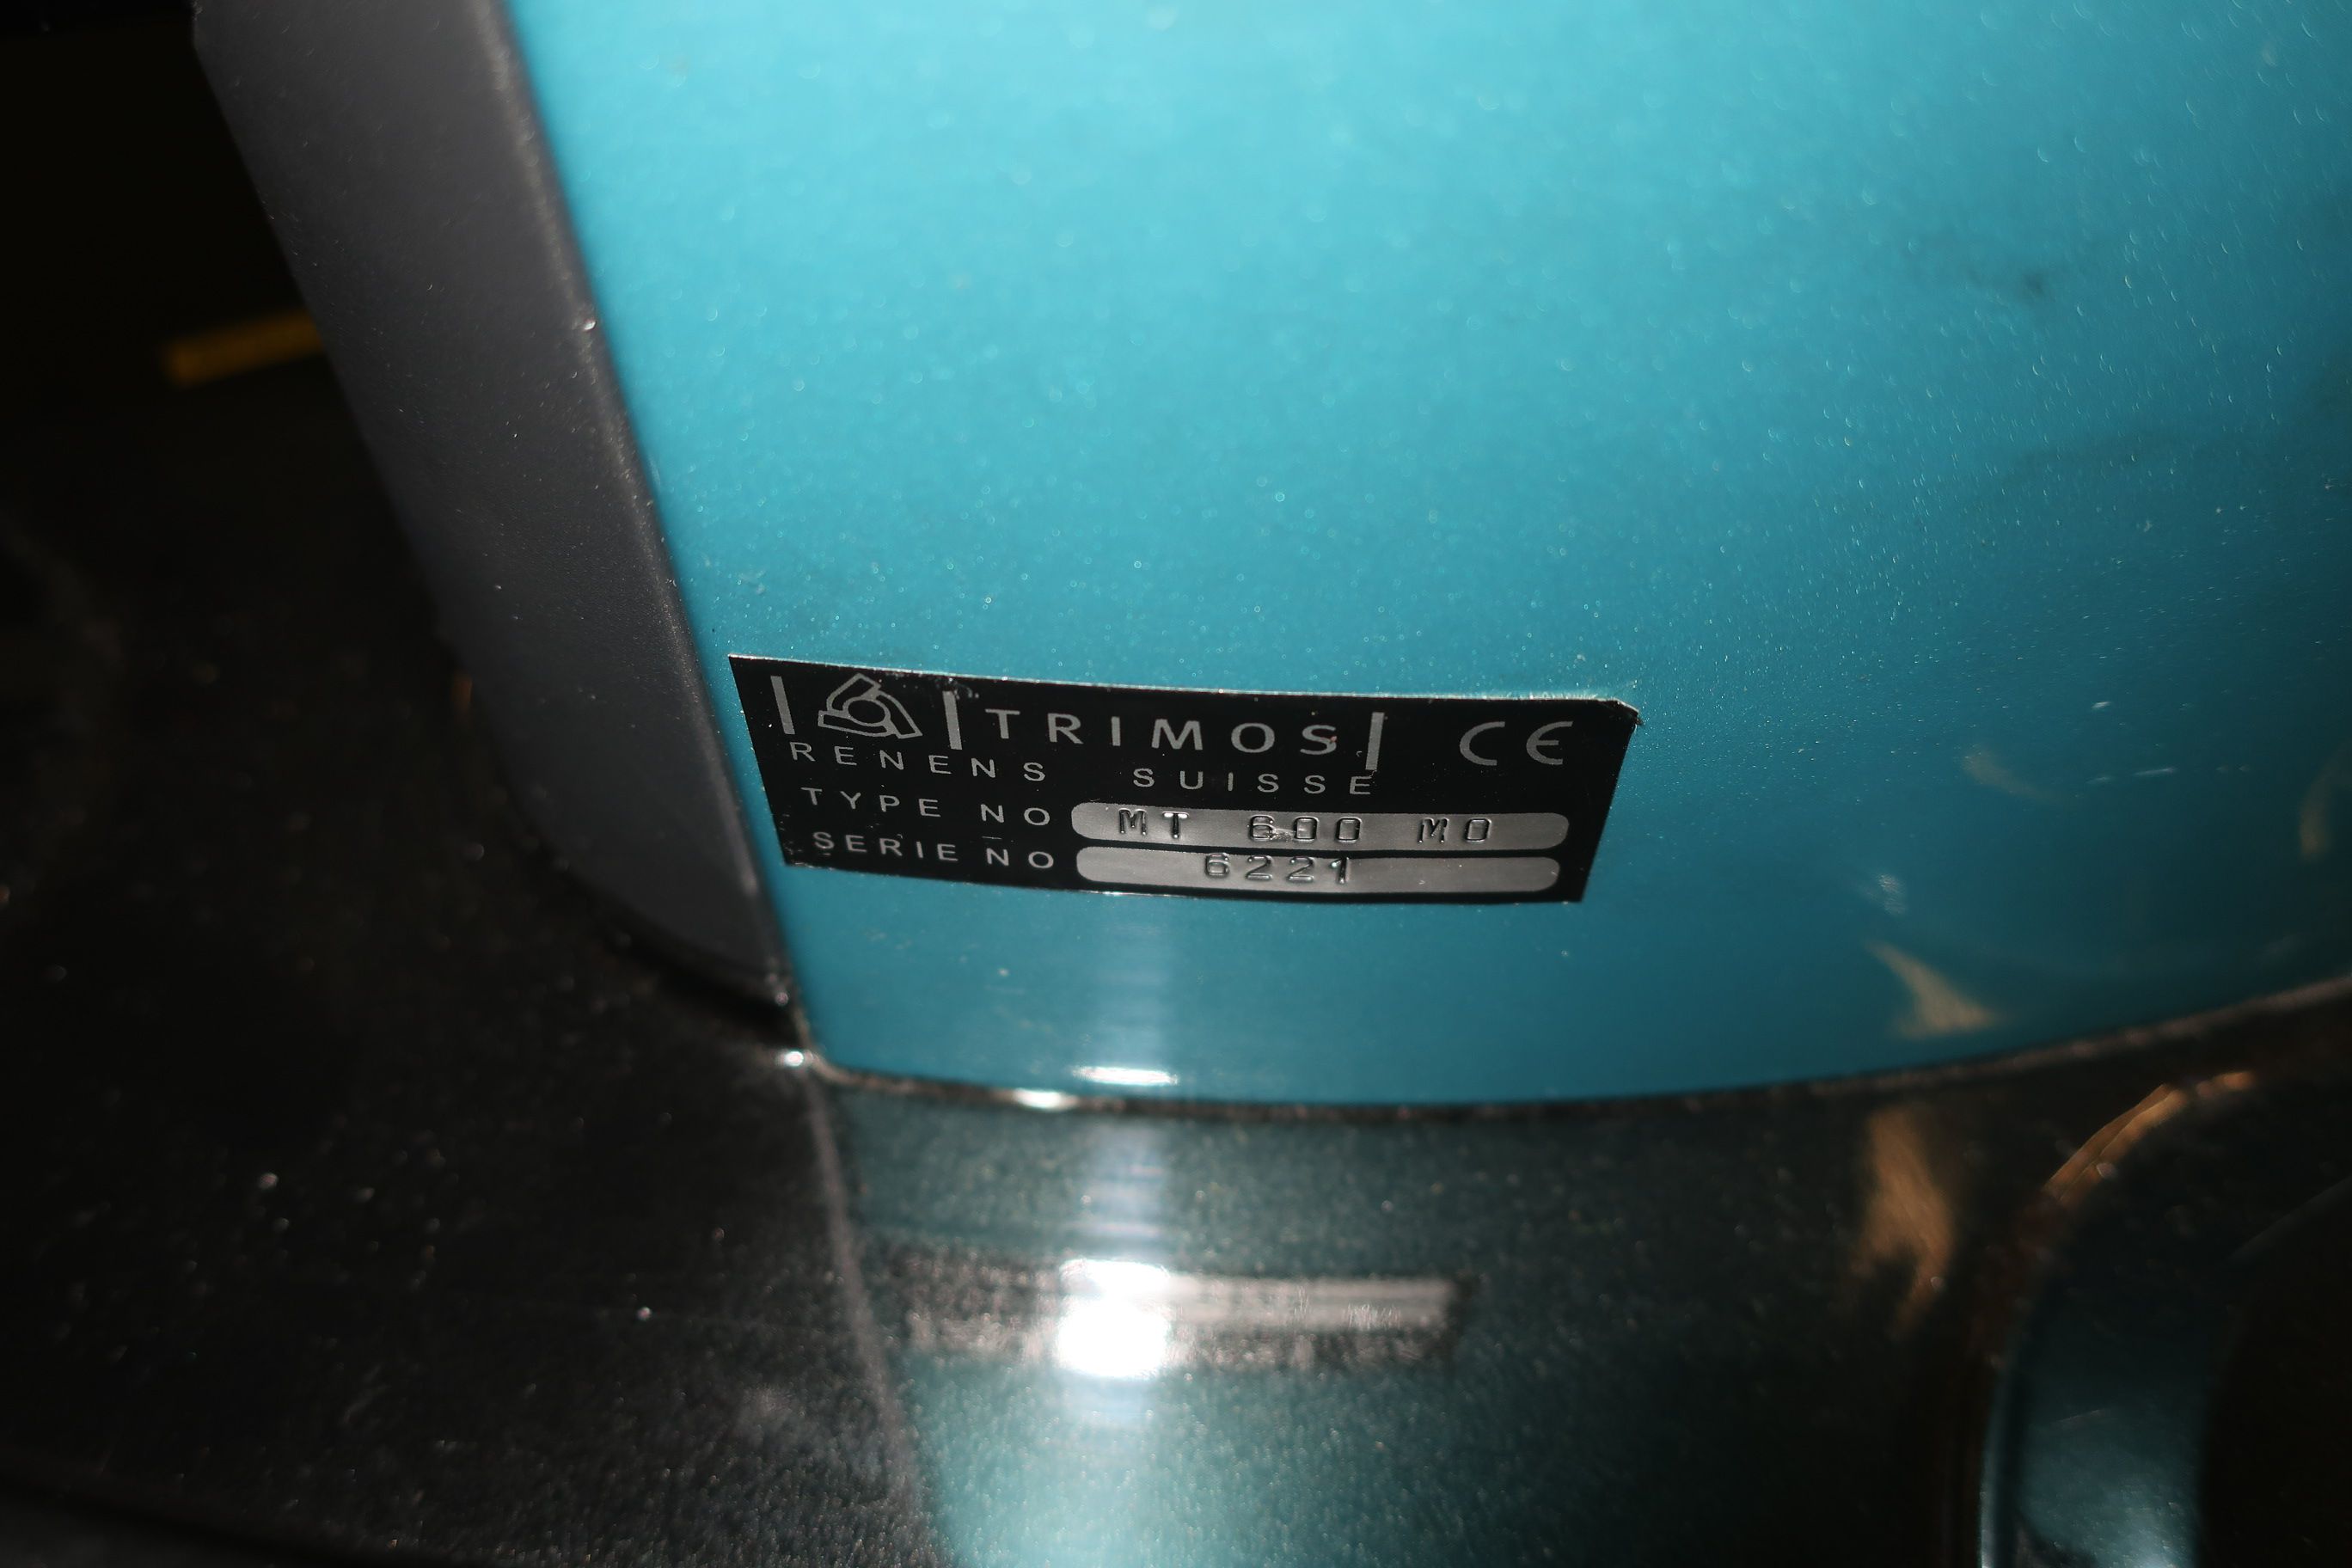 TRIMOS CE
RENENS SUISSE
TYPE NO MT 600 MO
SERIE NO 6221